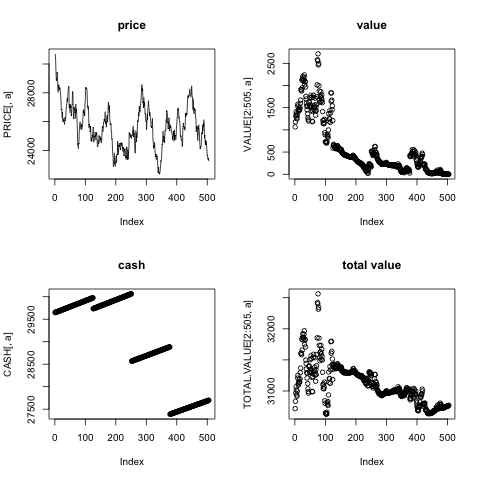 price
PRICE[, a]
24000 28000
0 100 200 300 400 500
Index
value
VALUE[2:505, a]
0 500 1500 2500
0 100 200 300 400 500
Index
cash
CASH[, a]
27500 28500 29500
0 100 200 300 400 500
Index
total value
TOTAL.VALUE[2:505, a]
31000 32000
0 100 200 300 400 500
Index